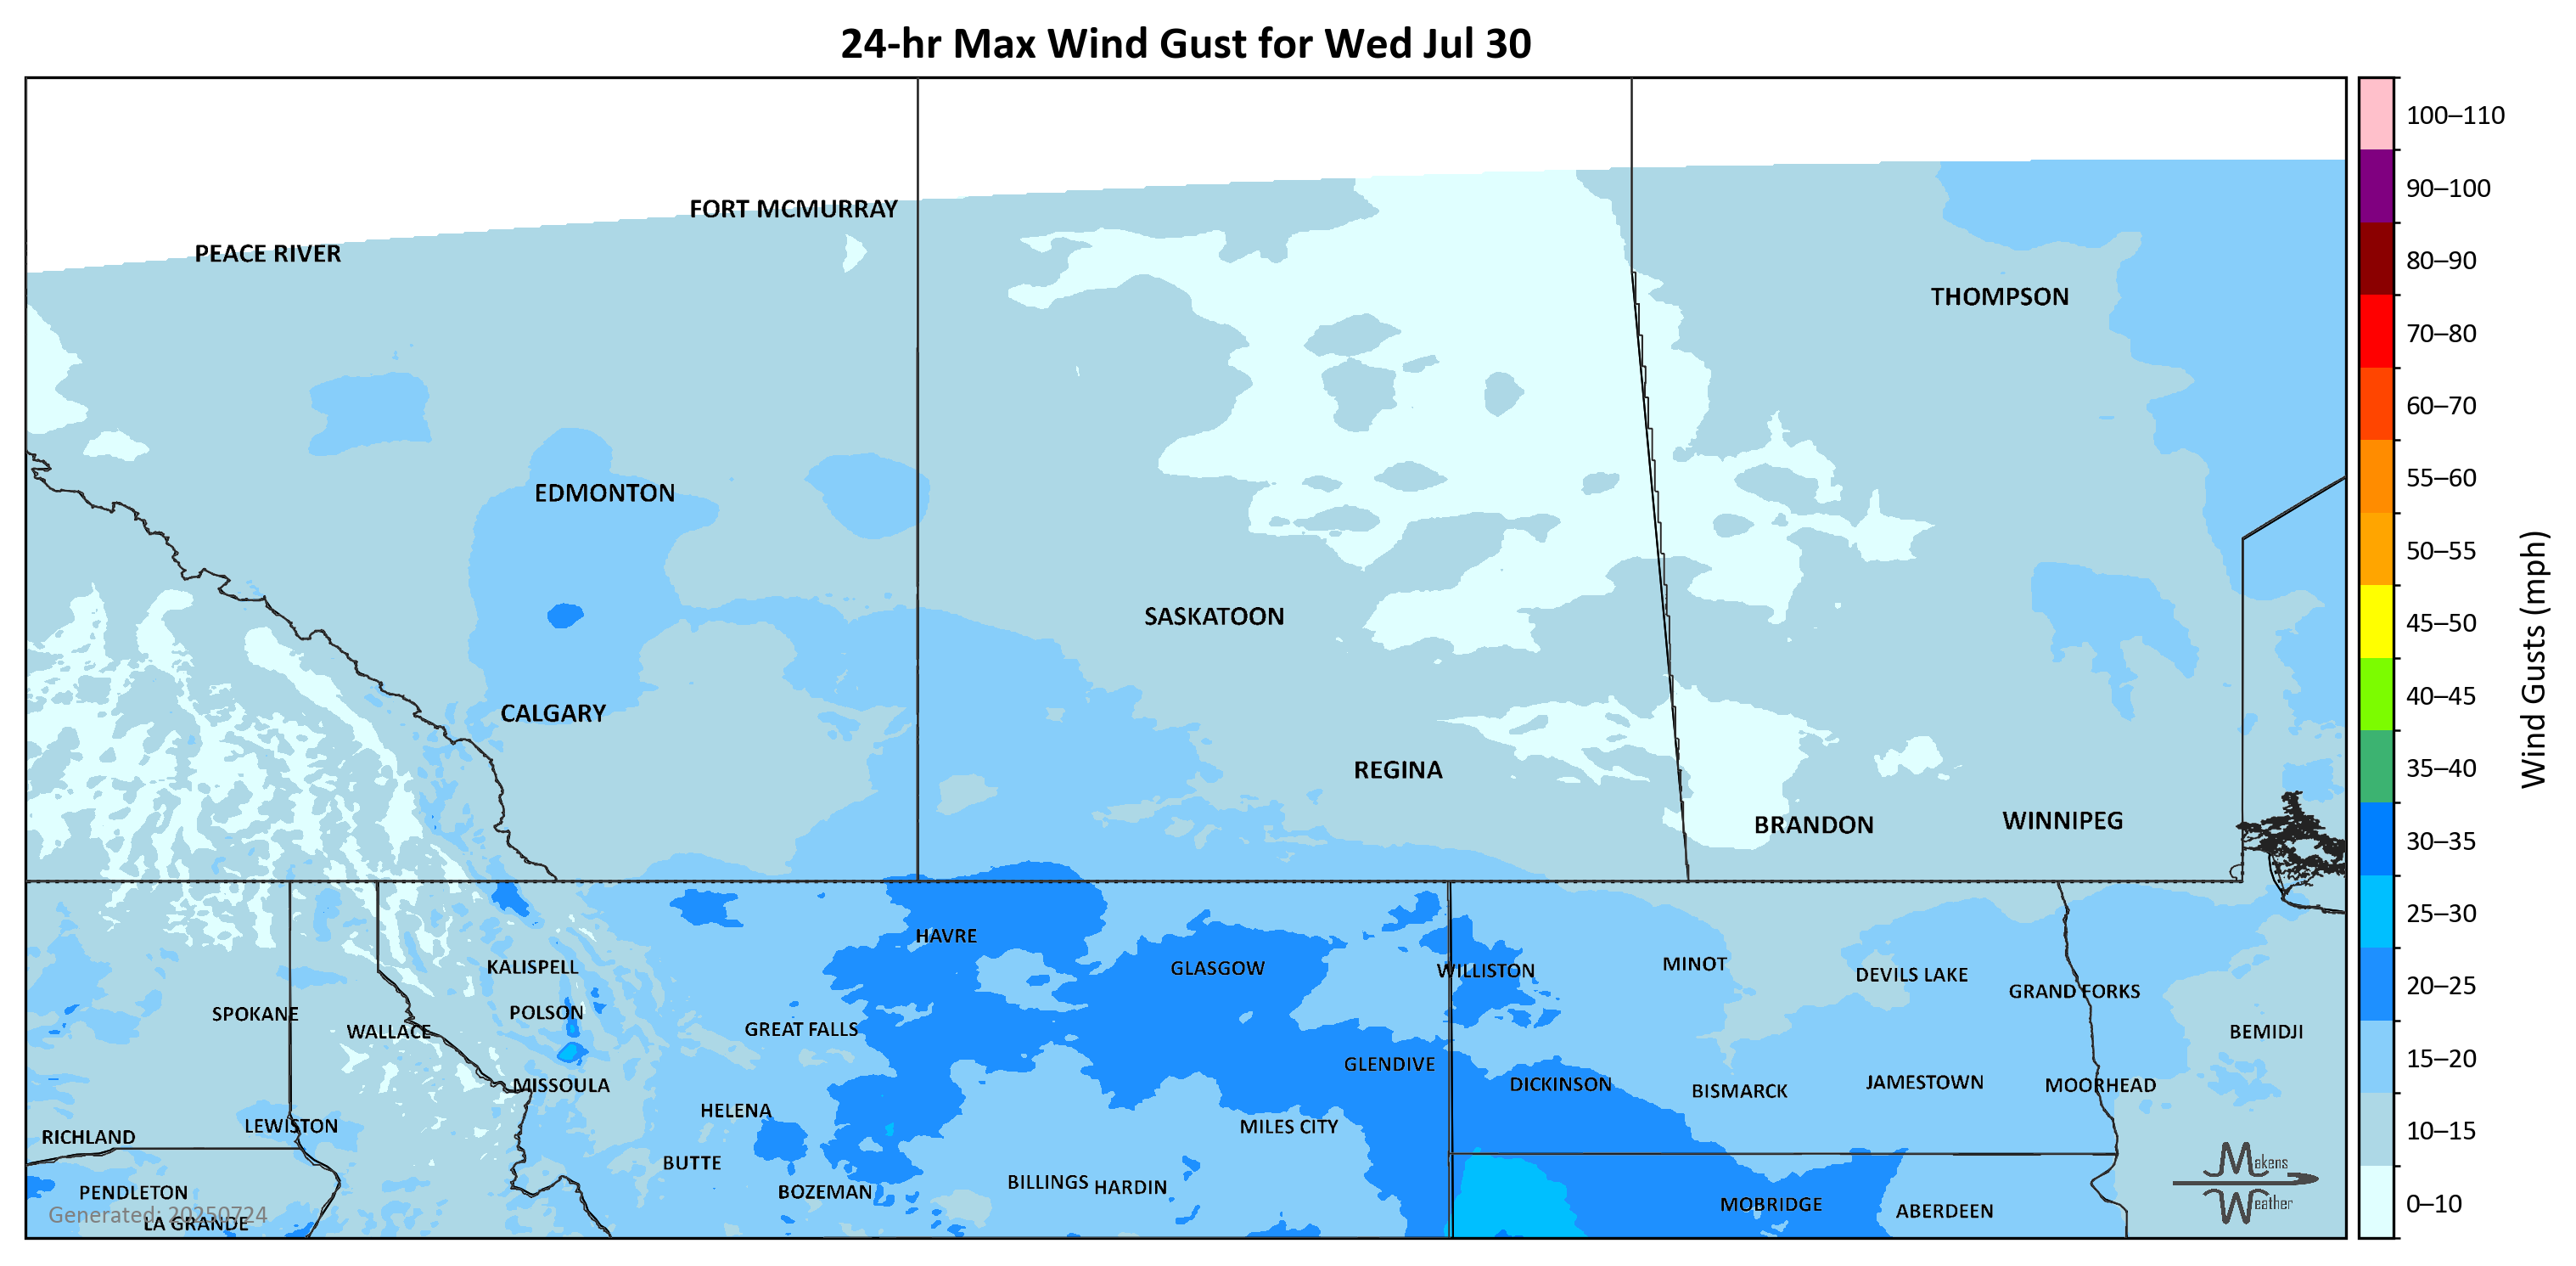 24-hr Max Wind Gust for Wed Jul 30
FORT MCMURRAY
PEACE RIVER
THOMPSON
EDMONTON
SASKATOON
CALGARY
REGINA
BRANDON
WINNIPEG
HAVRE
KALISPELL
GLASGOW
WILLISTON
MINOT
DEVILS LAKE
GRAND FORKS
SPOKANE
POLSON
WALLACE
GREAT FALLS
BEMIDJI
GLENDIVE
MISSOULA
DICKINSON
BISMARCK
JAMESTOWN
MOORHEAD
HELENA
LEWISTON
MILES CITY
RICHLAND
BUTTE
PENDLETON
BOZEMAN
BILLINGS
HARDIN
MOBRIDGE
ABERDEEN
Generated: 20250724
LA GRANDE
Makens
Weather
100–110
90–100
80–90
70–80
60–70
55–60
50–55
45–50
40–45
35–40
30–35
25–30
20–25
15–20
10–15
0–10
Wind Gusts (mph)